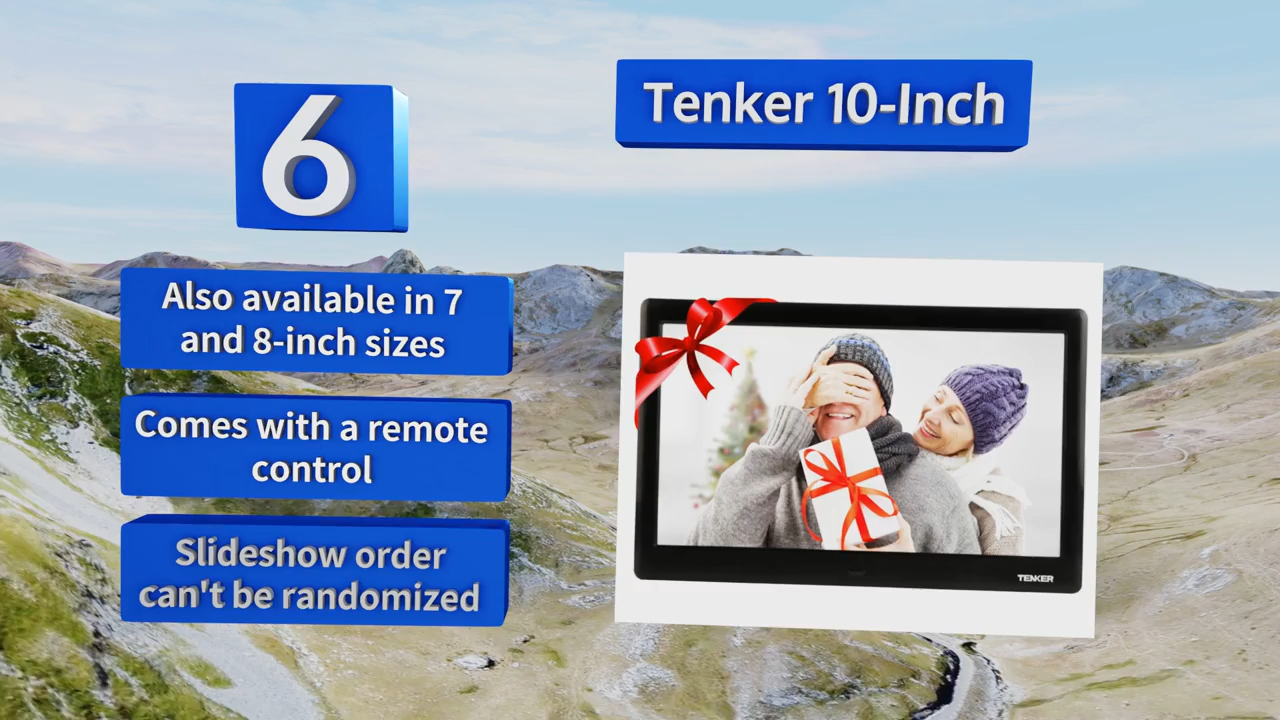 6
Tenker 10-Inch
Also available in 7
and 8-inch sizes
Comes with a remote
control
Slideshow order
can't be randomized
TENKER